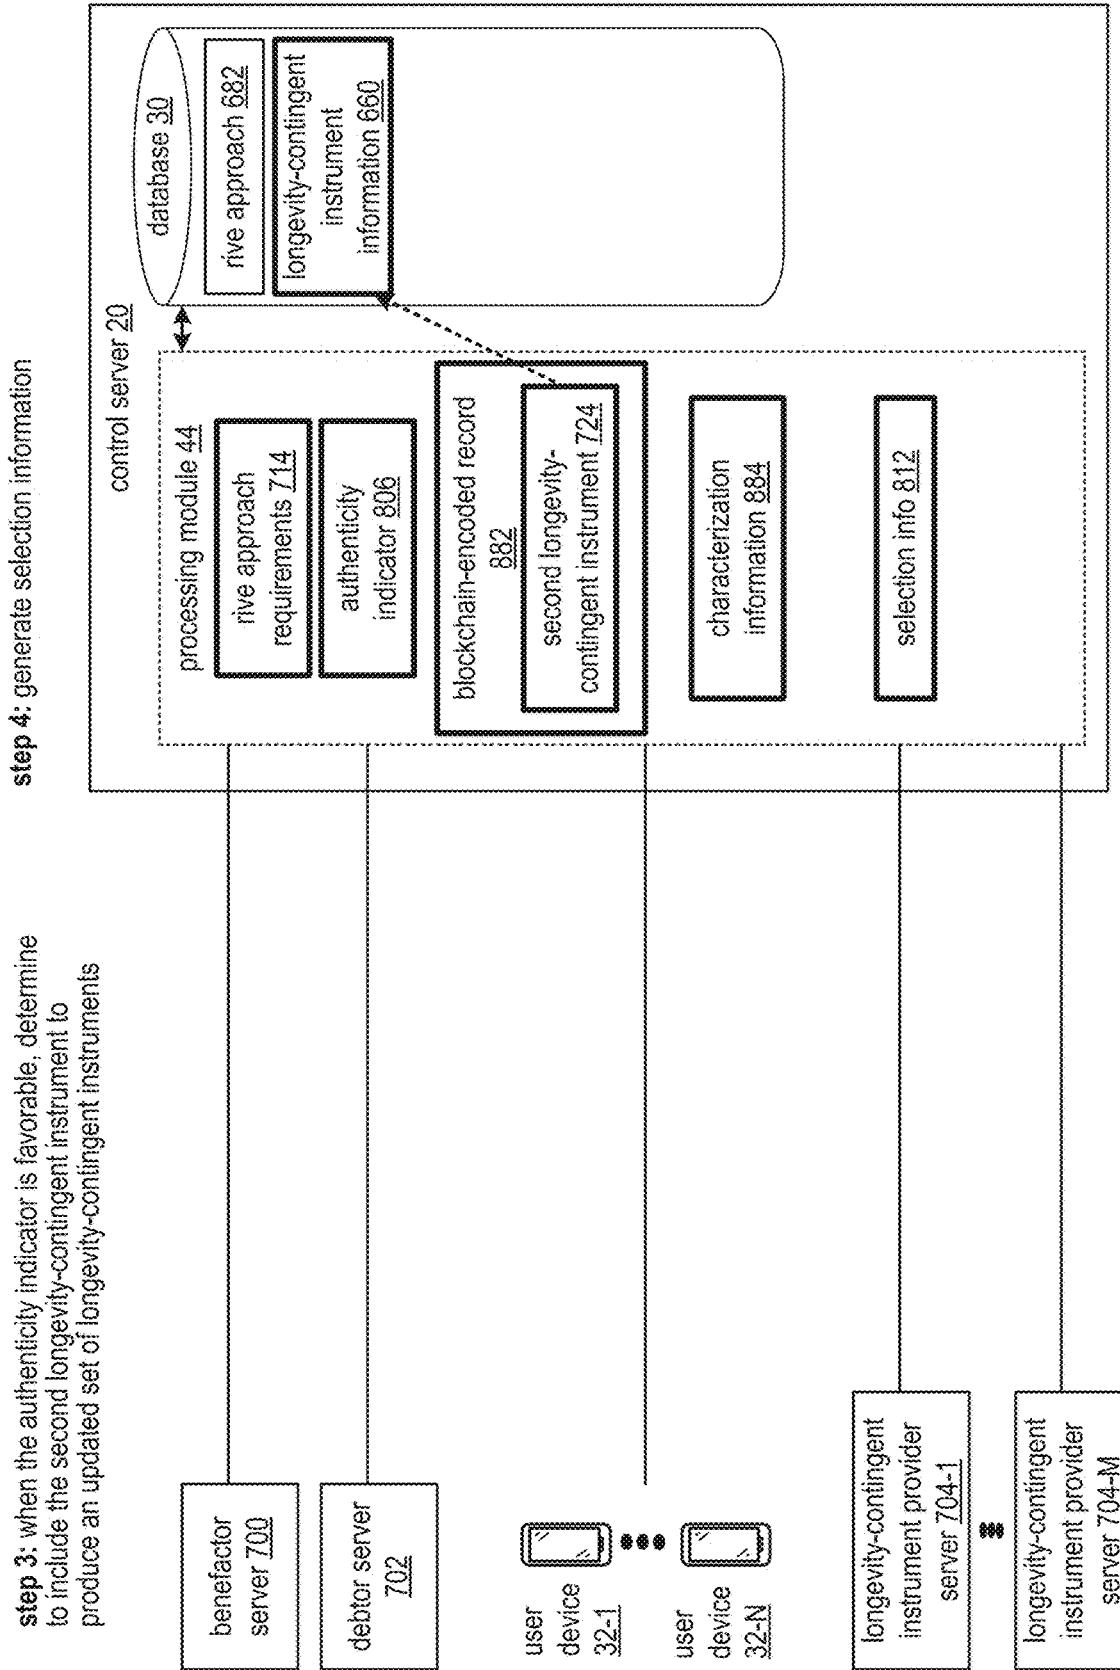 step 3: when the authenticity indicator is favorable, determine
to include the second longevity-contingent instrument to
produce an updated set of longevity-contingent instruments
step 4: generate selection information
benefactor
server 700
debtor server
702
user
device
32-1
user
device
32-N
longevity-contingent
instrument provider
server 704-1
longevity-contingent
instrument provider
server 704-M
control server 20
processing module 44
rive approach
requirements 714
authenticity
indicator 806
blockchain-encoded record
882
second longevity-
contingent instrument 724
characterization
information 884
selection info 812
database 30
rive approach 682
longevity-contingent
instrument
information 660